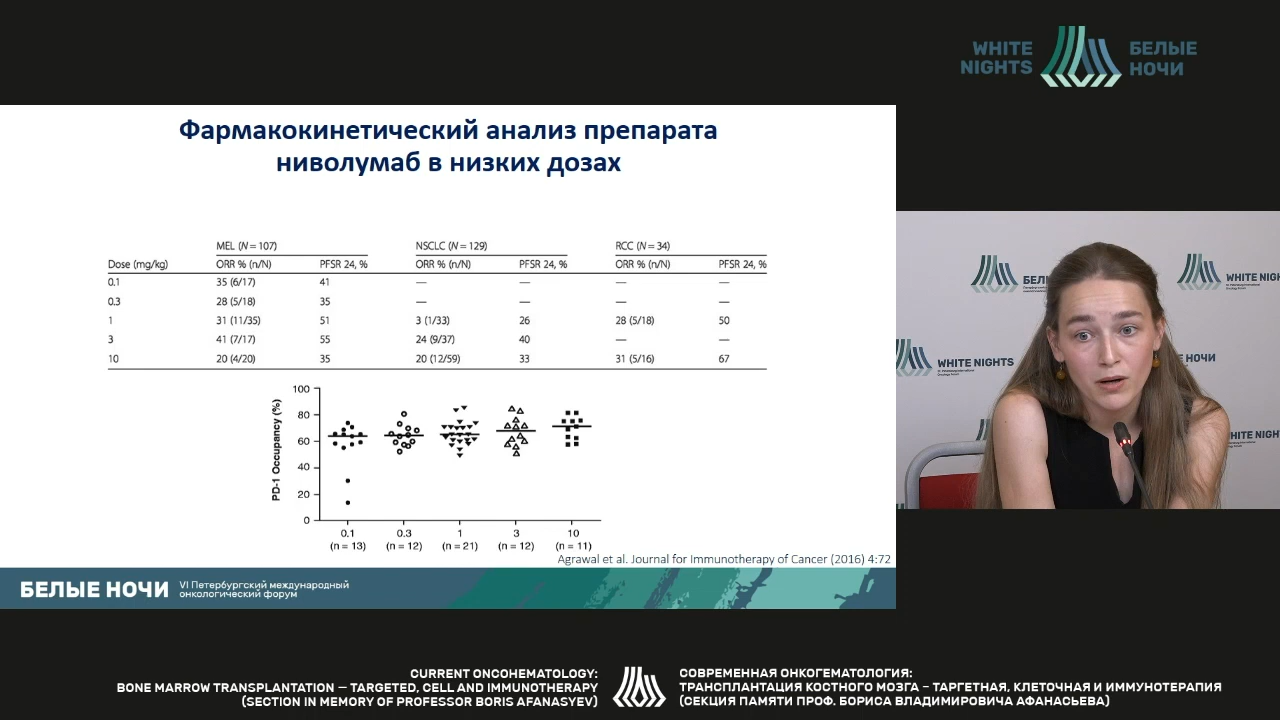 WHITE
NIGHTS
БЕЛЫЕ
НОЧИ
Фармакокинетический анализ препарата
ниволумаб в низких дозах
MEL (N = 107) NSCLC (N = 129) RCC (N = 34)
Dose (mg/kg) ORR % (n/N) PFSR 24, % ORR % (n/N) PFSR 24, % ORR % (n/N) PFSR 24, %
0.1 35 (6/17) 41 — — — —
0.3 28 (5/18) 35 — — — —
1 31 (11/35) 51 3 (1/33) 26 28 (5/18) 50
3 41 (7/17) 55 24 (9/37) 40 — —
10 20 (4/20) 35 20 (12/59) 33 31 (5/16) 67
PD-1 Occupancy (%)
100
80
60
40
20
0
0.1 0.3 1 3 10
(n = 13) (n = 12) (n = 21) (n = 12) (n = 11)
Agrawal et al. Journal for Immunotherapy of Cancer (2016) 4:72
БЕЛЫЕ НОЧИ
VI Петербургский международный
онкологический форум
БЕЛ
WHITE NIGH
WHITE NIGHTS
НОЧИ
ITE NIGHT
CURRENT ONCOHEMATOLOGY:
BONE MARROW TRANSPLANTATION – TARGETED, CELL AND IMMUNOTHERAPY
(SECTION IN MEMORY OF PROFESSOR BORIS AFANASYEV)
СОВРЕМЕННАЯ ОНКОГЕМАТОЛОГИЯ:
ТРАНСПЛАНТАЦИЯ КОСТНОГО МОЗГА – ТАРГЕТНАЯ, КЛЕТОЧНАЯ И ИММУНОТЕРАПИЯ
(СЕКЦИЯ ПАМЯТИ ПРОФ. БОРИСА ВЛАДИМИРОВИЧА АФАНАСЬЕВА)